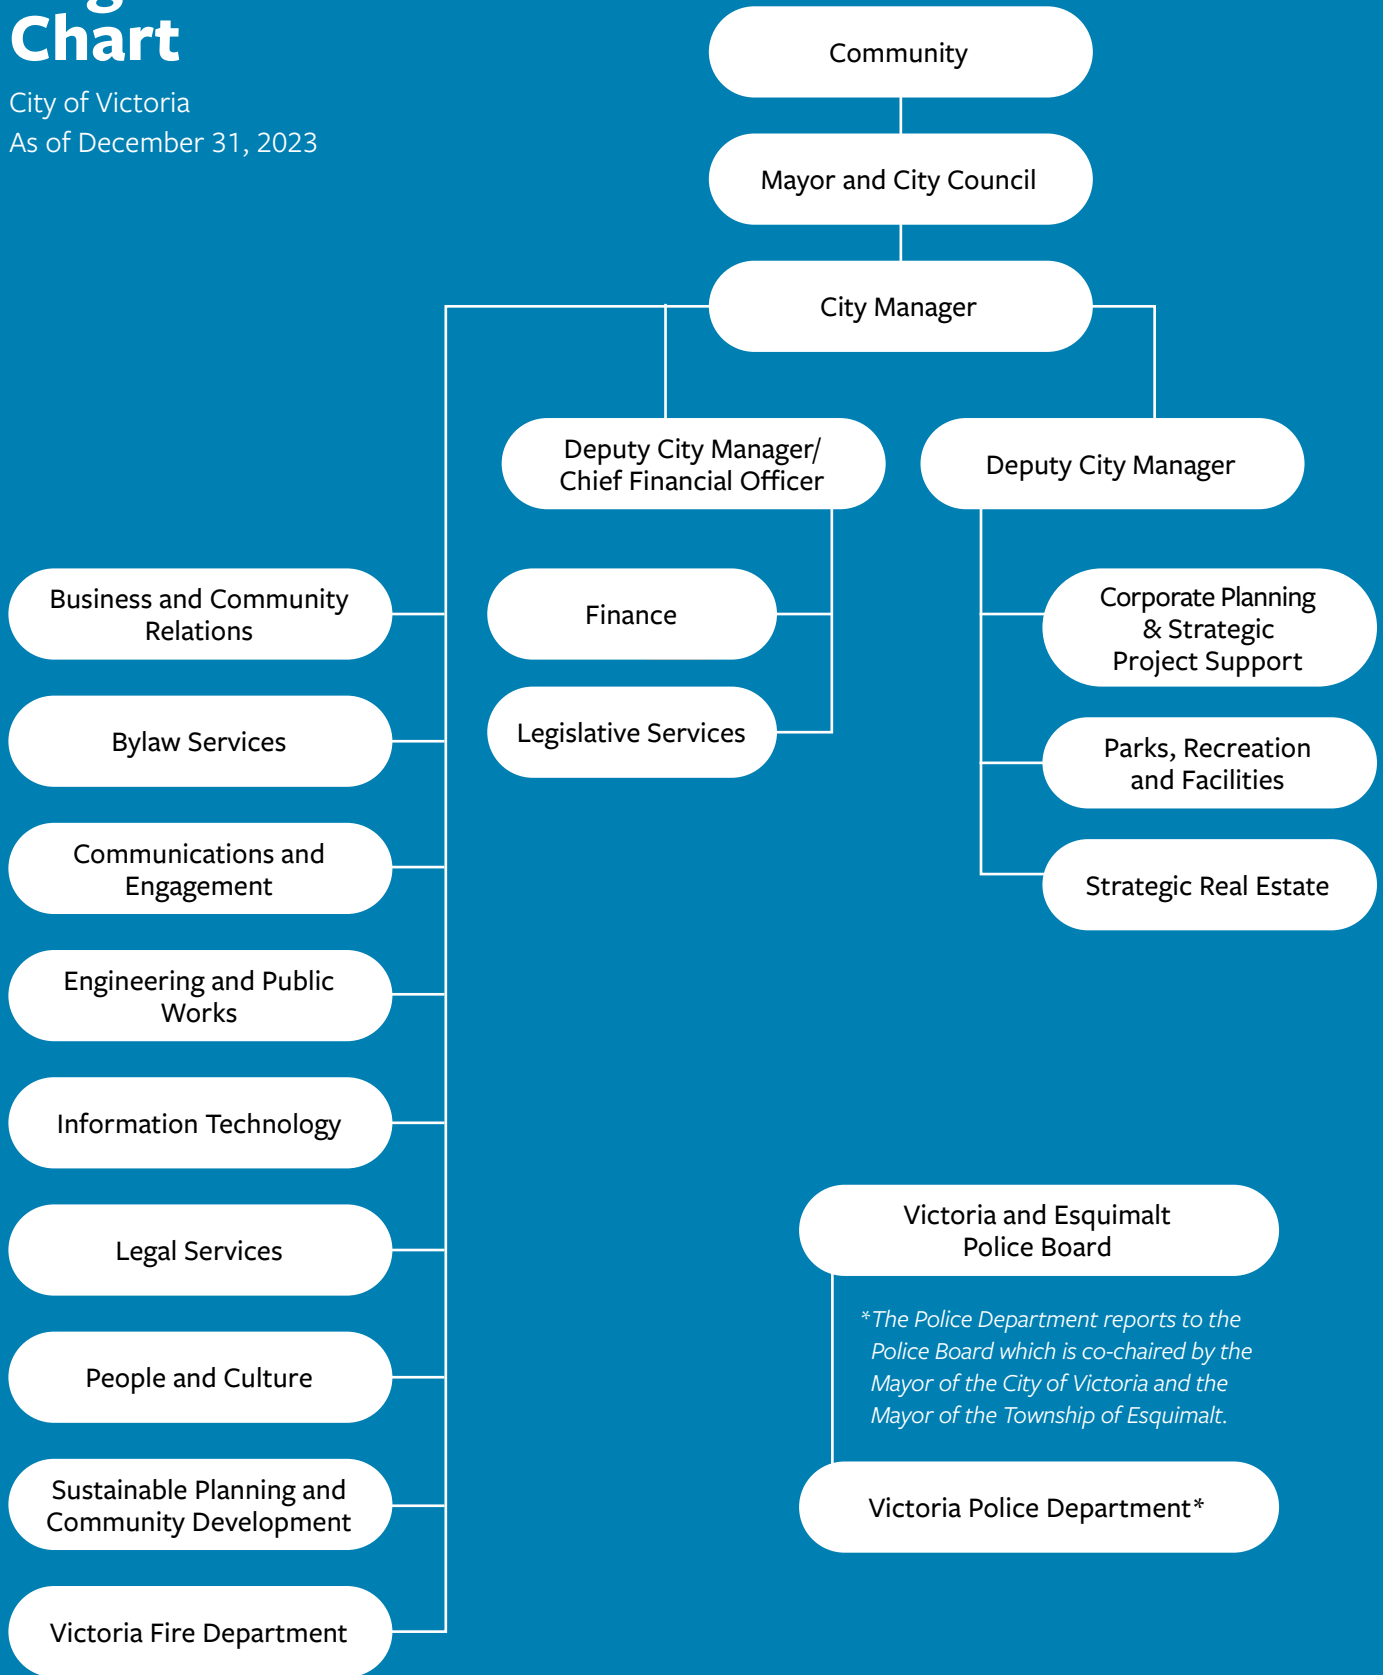 Chart
City of Victoria
As of December 31, 2023
Community
Mayor and City Council
City Manager
Deputy City Manager/
Chief Financial Officer
Deputy City Manager
Business and Community
Relations
Bylaw Services
Communications and
Engagement
Engineering and Public
Works
Information Technology
Legal Services
People and Culture
Sustainable Planning and
Community Development
Victoria Fire Department
Finance
Legislative Services
Corporate Planning
& Strategic
Project Support
Parks, Recreation
and Facilities
Strategic Real Estate
Victoria and Esquimalt
Police Board
*The Police Department reports to the
Police Board which is co-chaired by the
Mayor of the City of Victoria and the
Mayor of the Township of Esquimalt.
Victoria Police Department*